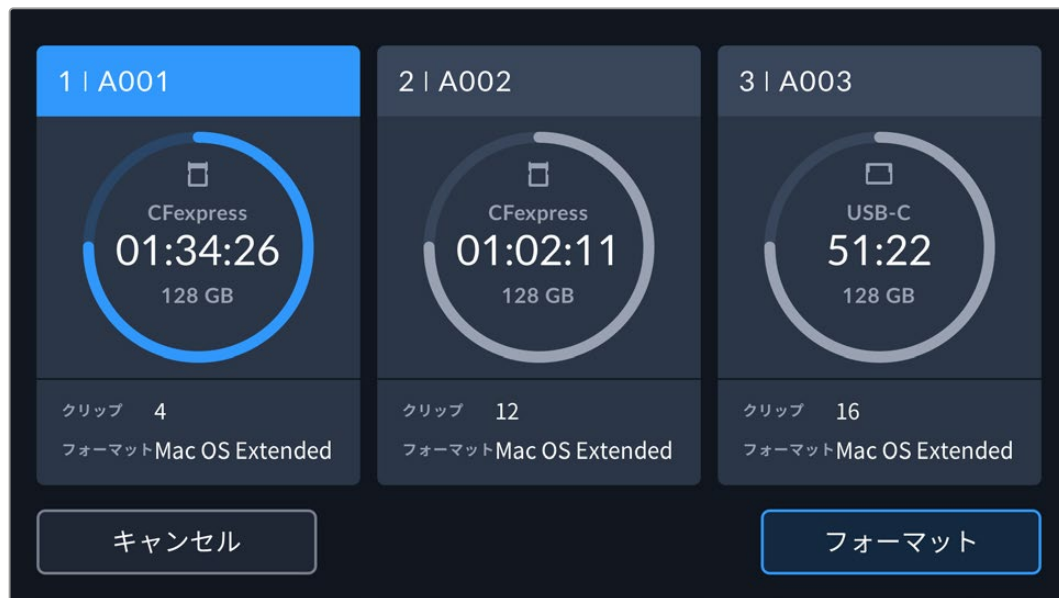 1 | A001
CFexpress
01:34:26
128 GB
クリップ 4
フォーマット Mac OS Extended
2 | A002
CFexpress
01:02:11
128 GB
クリップ 12
フォーマット Mac OS Extended
3 | A003
USB-C
51:22
128 GB
クリップ 16
フォーマット Mac OS Extended
キャンセル
フォーマット